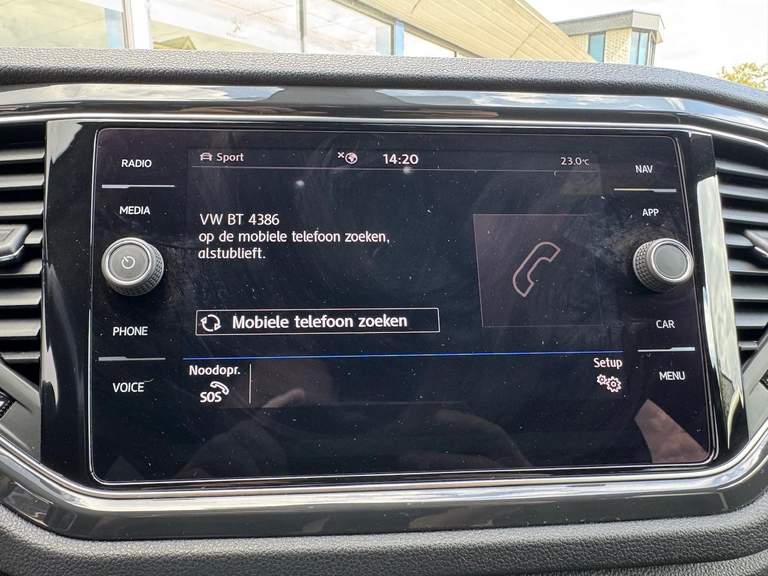 RADIO
MEDIA
PHONE
VOICE
Sport
14:20
23.0°C
VW BT 4386
op de mobiele telefoon zoeken,
alstublieft.
Mobiele telefoon zoeken
Noodopr.
SOS
Setup
NAV
APP
CAR
MENU